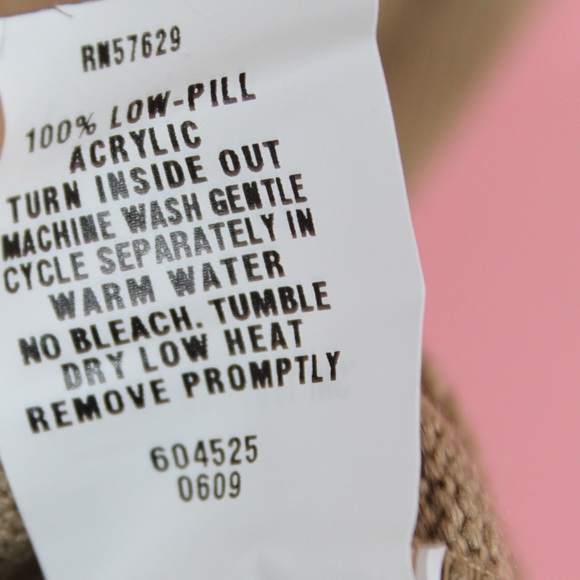 RN57629
100% LOW-PILL
ACRYLIC
TURN INSIDE OUT
MACHINE WASH GENTLE
CYCLE SEPARATELY IN
WARM WATER
NO BLEACH. TUMBLE
DRY LOW HEAT
REMOVE PROMPTLY
604525
0609